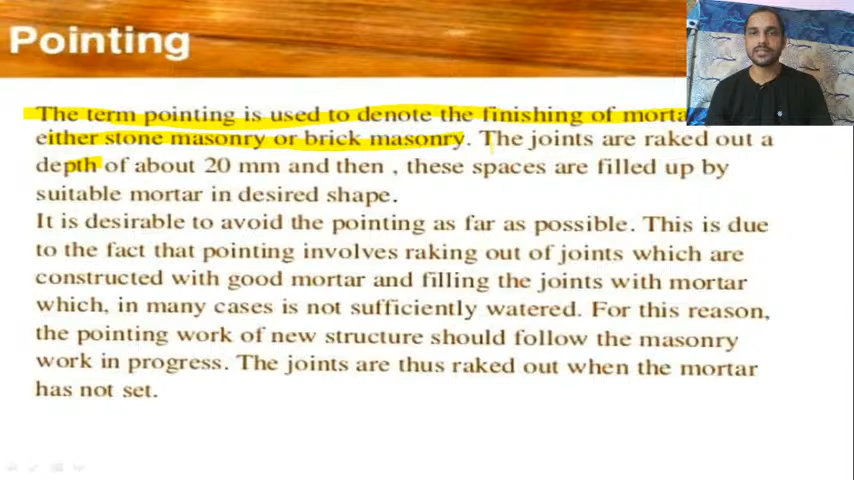 Pointing
The term pointing is used to denote the finishing of
either stone masonry or brick masonry. The joints are raked out a
depth of about 20 mm and then , these spaces are filled up by
suitable mortar in desired shape.
It is desirable to avoid the pointing as far as possible. This is due
to the fact that pointing involves raking out of joints which are
constructed with good mortar and filling the joints with mortar
which, in many cases is not sufficiently watered. For this reason,
the pointing work of new structure should follow the masonry
work in progress. The joints are thus raked out when the mortar
has not set.